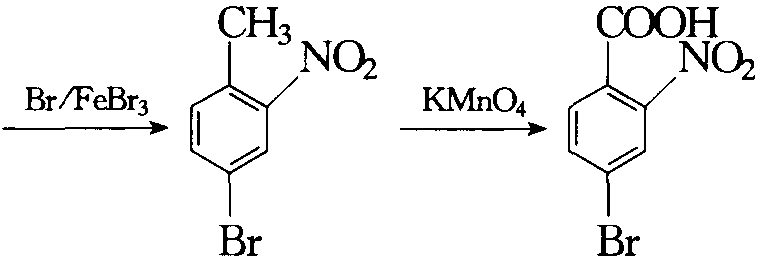 CH₃
NO₂
Br/FeBr₃
Br
KMnO₄
COOH
NO₂
Br